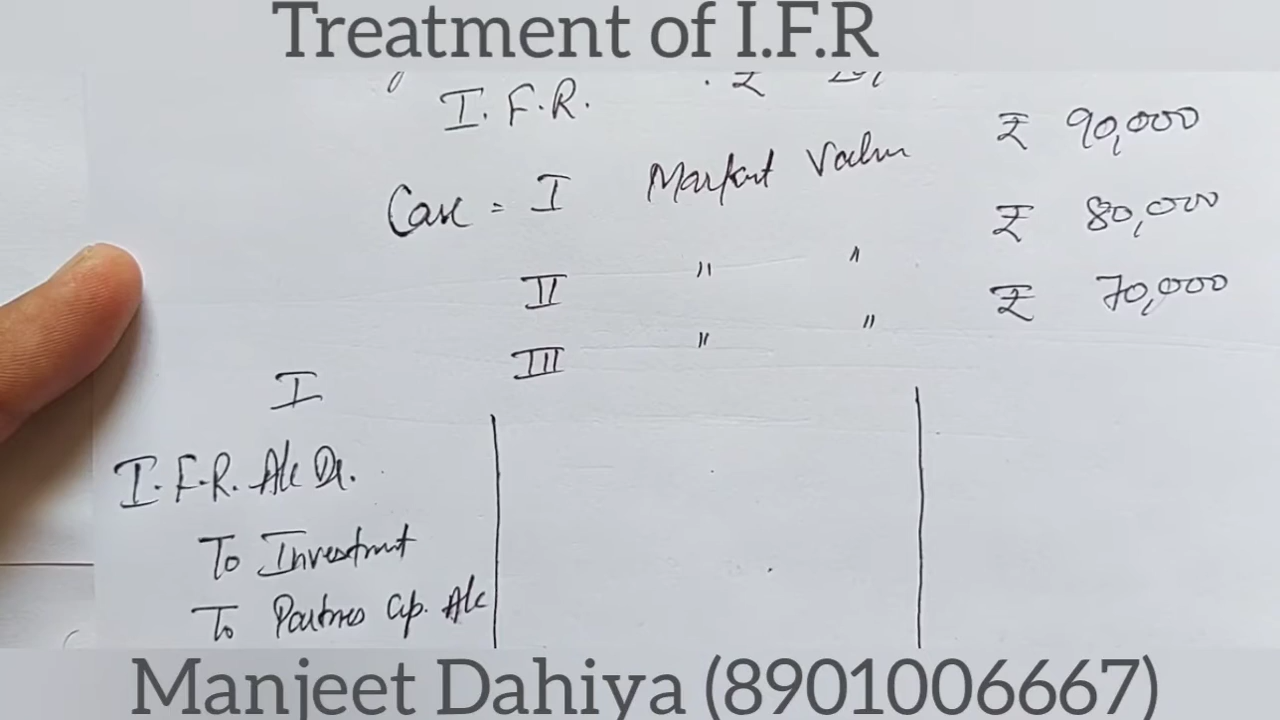 Treatment of I.F.R
I.F.R. ₹
Case = I Market Value ₹ 90,000
II " " ₹ 80,000
III " " ₹ 70,000
I
I.F.R. A/c Dr.
To Investment
To Partners Cap. A/c
Manjeet Dahiya (8901006667)